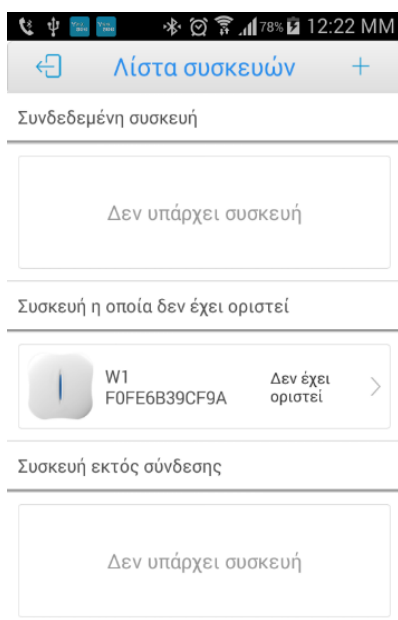 78% 12:22 MM
Λίστα συσκευών +
Συνδεδεμένη συσκευή
Δεν υπάρχει συσκευή
Συσκευή η οποία δεν έχει οριστεί
W1
F0FE6B39CF9A
Δεν έχει
οριστεί
Συσκευή εκτός σύνδεσης
Δεν υπάρχει συσκευή